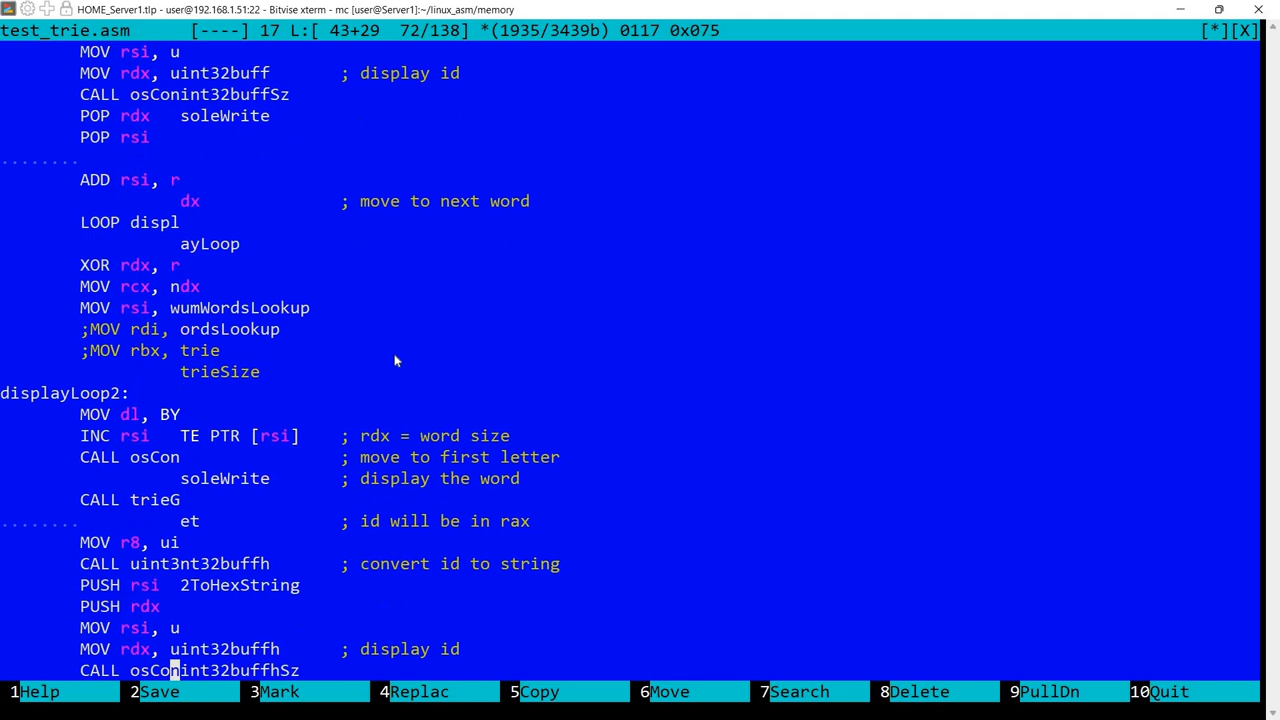 HOME_Server1.tlp - user@192.168.1.51:22 - Bitvise xterm - mc [user@Server1]:~/linux_asm/memory
test_trie.asm [----] 17 L:[ 43+29 72/138] *(1935/3439b) 0117 0x075 [*][X]
MOV rsi, u
MOV rdx, uint32buff ; display id
CALL osConint32buffSz
POP rdx soleWrite
POP rsi
........
ADD rsi, r
dx ; move to next word
LOOP displ
ayLoop
XOR rdx, r
MOV rcx, ndx
MOV rsi, wumWordsLookup
;MOV rdi, ordsLookup
;MOV rbx, trie
trieSize
displayLoop2:
MOV dl, BY
INC rsi TE PTR [rsi] ; rdx = word size
CALL osCon ; move to first letter
soleWrite ; display the word
CALL trieG
........ et ; id will be in rax
MOV r8, ui
CALL uint3nt32buffh ; convert id to string
PUSH rsi 2ToHexString
PUSH rdx
MOV rsi, u
MOV rdx, uint32buffh ; display id
CALL osConint32buffhSz
1Help 2Save 3Mark 4Replac 5Copy 6Move 7Search 8Delete 9PullDn 10Quit